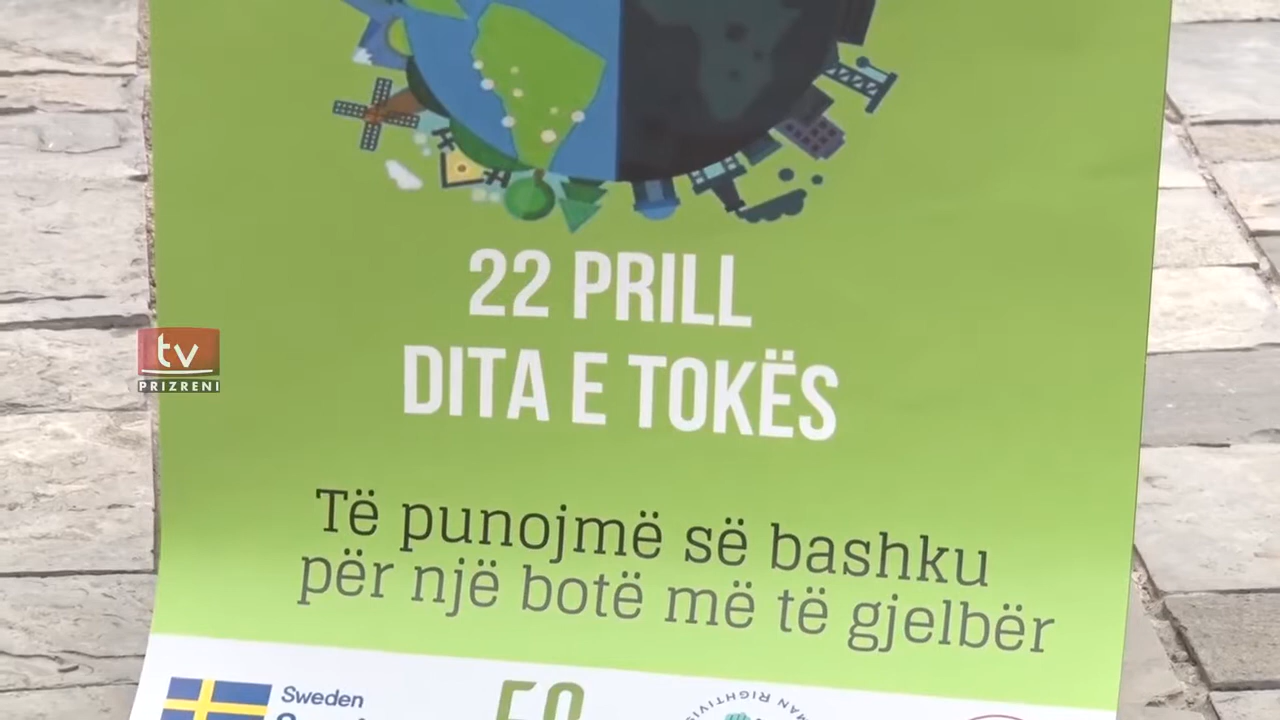 22 PRILL
DITA E TOKËS
tv
PRIZRENI
Të punojmë së bashku
për një botë më të gjelbër
Sweden